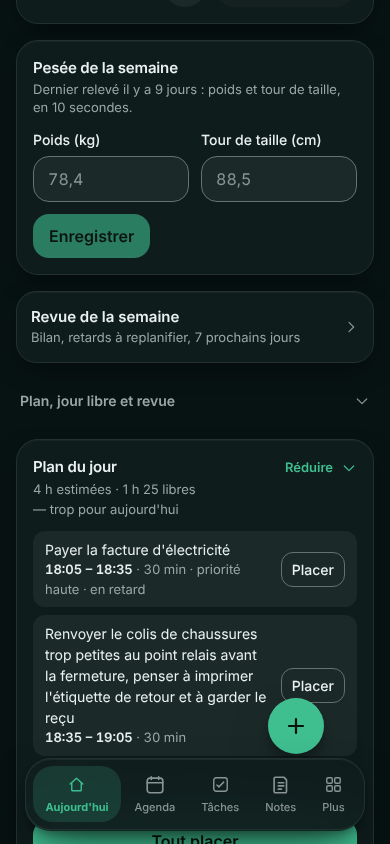 Pesée de la semaine
Dernier relevé il y a 9 jours : poids et tour de taille,
en 10 secondes.
Poids (kg)
Tour de taille (cm)
78,4
88,5
Enregistrer
Revue de la semaine
Bilan, retards à replanifier, 7 prochains jours
Plan, jour libre et revue
Plan du jour
Réduire
4 h estimées · 1 h 25 libres
— trop pour aujourd'hui
Payer la facture d'électricité
18:05 – 18:35 · 30 min · priorité
haute · en retard
Placer
Renvoyer le colis de chaussures
trop petites au point relais avant
la fermeture, penser à imprimer
l'étiquette de retour et à garder le
reçu
18:35 – 19:05 · 30 min
Placer
Aujourd'hui
Agenda
Tâches
Notes
Plus
Tout placer